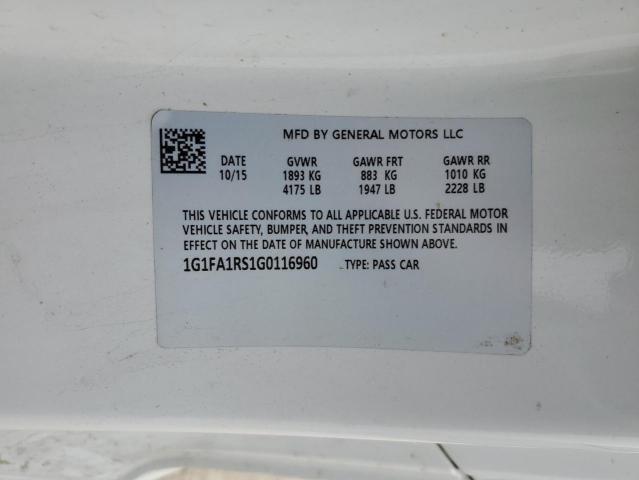 MFD BY GENERAL MOTORS LLC
DATE GVWR GAWR FRT GAWR RR
10/15 1893 KG 883 KG 1010 KG
4175 LB 1947 LB 2228 LB
THIS VEHICLE CONFORMS TO ALL APPLICABLE U.S. FEDERAL MOTOR
VEHICLE SAFETY, BUMPER, AND THEFT PREVENTION STANDARDS IN
EFFECT ON THE DATE OF MANUFACTURE SHOWN ABOVE.
1G1FA1RS1G0116960 TYPE: PASS CAR